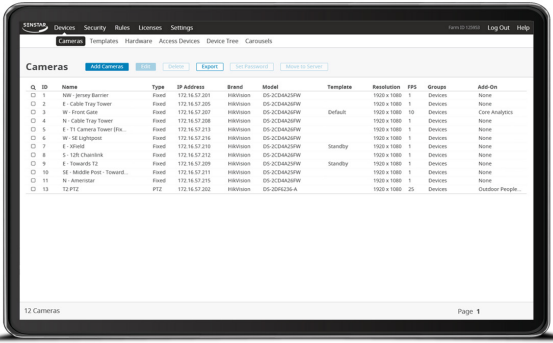 SENSTAR Devices Security Rules Licenses Settings Farm ID:125853 Log Out Help
Cameras Templates Hardware Access Devices Device Tree Carousels
Cameras Add Cameras Edit Delete Export Set Password Move to Server
ID Name Type IP Address Brand Model Template Resolution FPS Groups Add-On
1 NW - Jersey Barrier Fixed 172.16.57.201 HikVision DS-2CD4A25FW 1920 x 1080 1 Devices None
2 E - Cable Tray Tower Fixed 172.16.57.205 HikVision DS-2CD4A26FW 1920 x 1080 1 Devices None
3 W - Front Gate Fixed 172.16.57.207 HikVision DS-2CD4A26FW Default 1920 x 1080 10 Devices Core Analytics
4 N - Cable Tray Tower Fixed 172.16.57.208 HikVision DS-2CD4A26FW 1920 x 1080 1 Devices None
5 E - T1 Camera Tower [Fix... Fixed 172.16.57.213 HikVision DS-2CD4A26FW 1920 x 1080 1 Devices None
6 W - SE Lightpost Fixed 172.16.57.216 HikVision DS-2CD4A26FW 1920 x 1080 1 Devices None
7 E - XField Fixed 172.16.57.210 HikVision DS-2CD4A26FW Standby 1920 x 1080 1 Devices None
8 S - 12ft Chainlink Fixed 172.16.57.212 HikVision DS-2CD4A26FW 1920 x 1080 1 Devices None
9 E - Towards T2 Fixed 172.16.57.209 HikVision DS-2CD4A25FW Standby 1920 x 1080 1 Devices None
10 SE - Middle Post - Toward... Fixed 172.16.57.211 HikVision DS-2CD4A26FW 1920 x 1080 1 Devices None
11 N - Ameristar Fixed 172.16.57.215 HikVision DS-2CD4A26FW 1920 x 1080 1 Devices None
13 T2 PTZ PTZ 172.16.57.202 HikVision DS-2DF6236-A 1920 x 1080 25 Devices Outdoor People...
12 Cameras Page 1